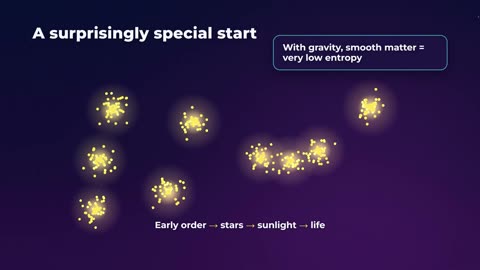 A surprisingly special start
With gravity, smooth matter =
very low entropy
Early order → stars → sunlight → life